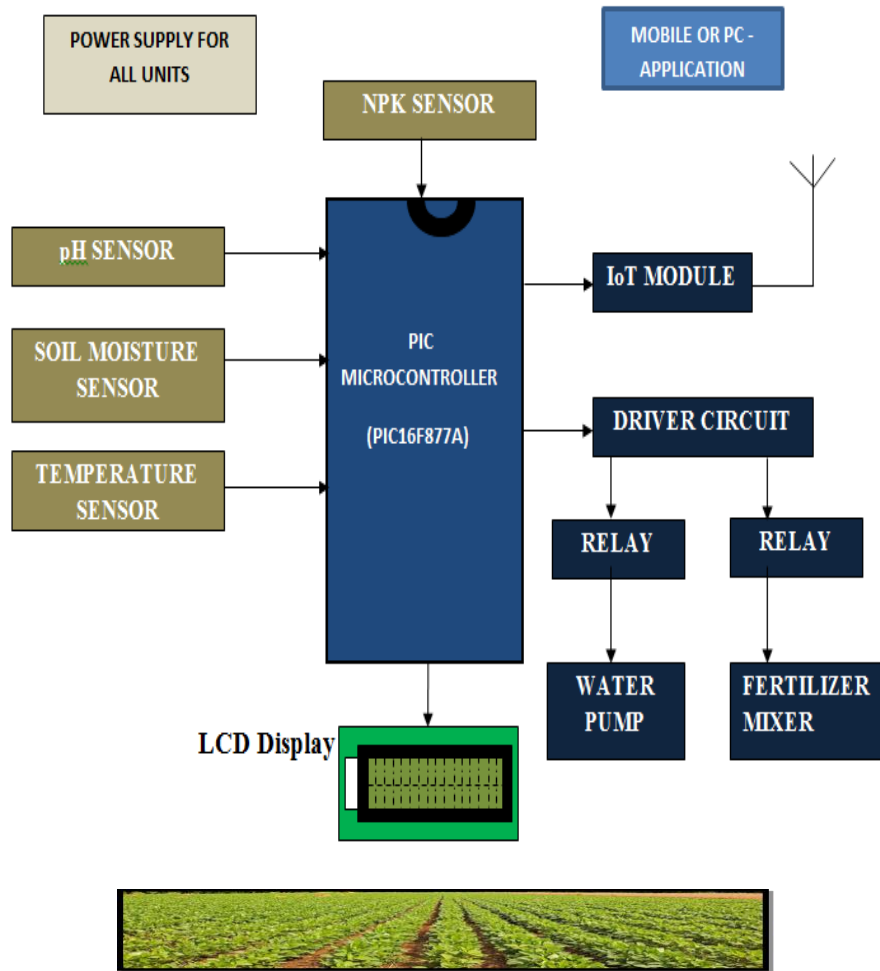 POWER SUPPLY FOR
ALL UNITS
MOBILE OR PC -
APPLICATION
NPK SENSOR
pH SENSOR
IoT MODULE
SOIL MOISTURE
SENSOR
PIC
MICROCONTROLLER
(PIC16F877A)
DRIVER CIRCUIT
TEMPERATURE
SENSOR
RELAY
RELAY
WATER
PUMP
FERTILIZER
MIXER
LCD Display